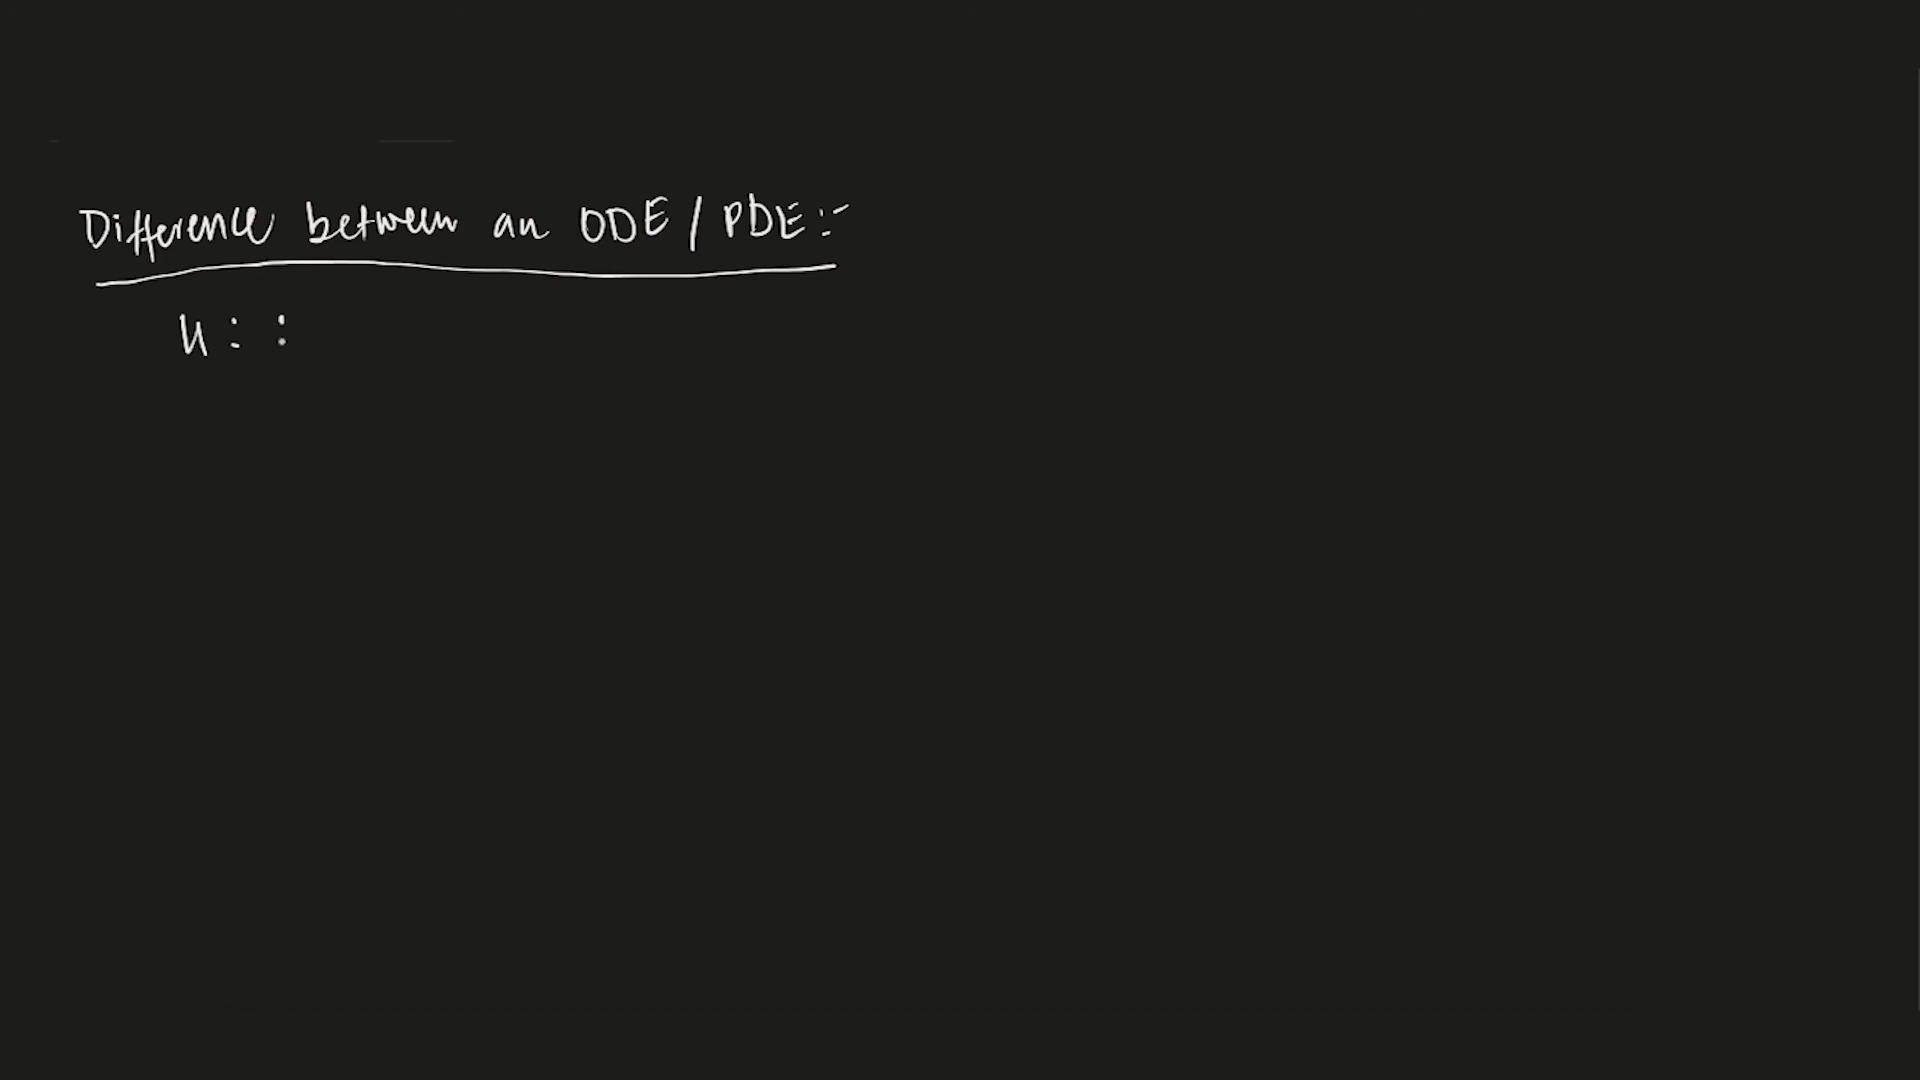 Difference between an ODE / PDE :-
u : :